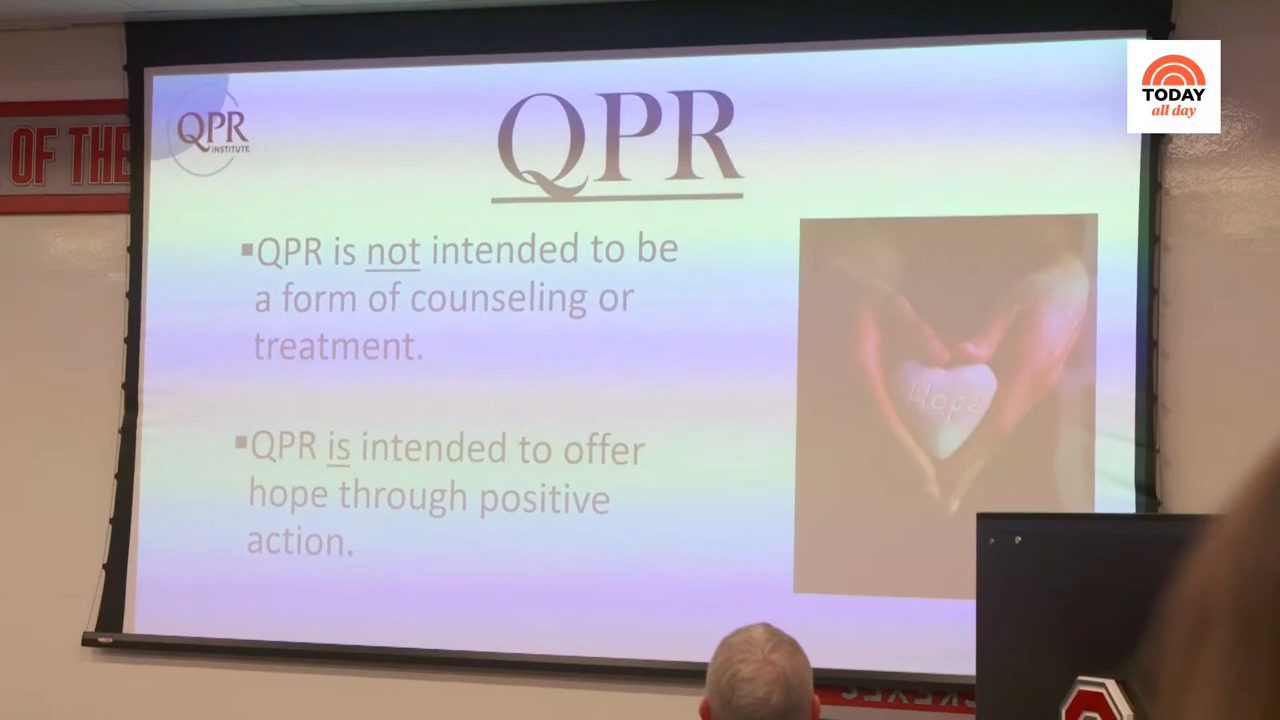 TODAY
all day
OF THE
QPR
INSTITUTE
QPR
▪QPR is not intended to be
a form of counseling or
treatment.
▪QPR is intended to offer
hope through positive
action.
Hope